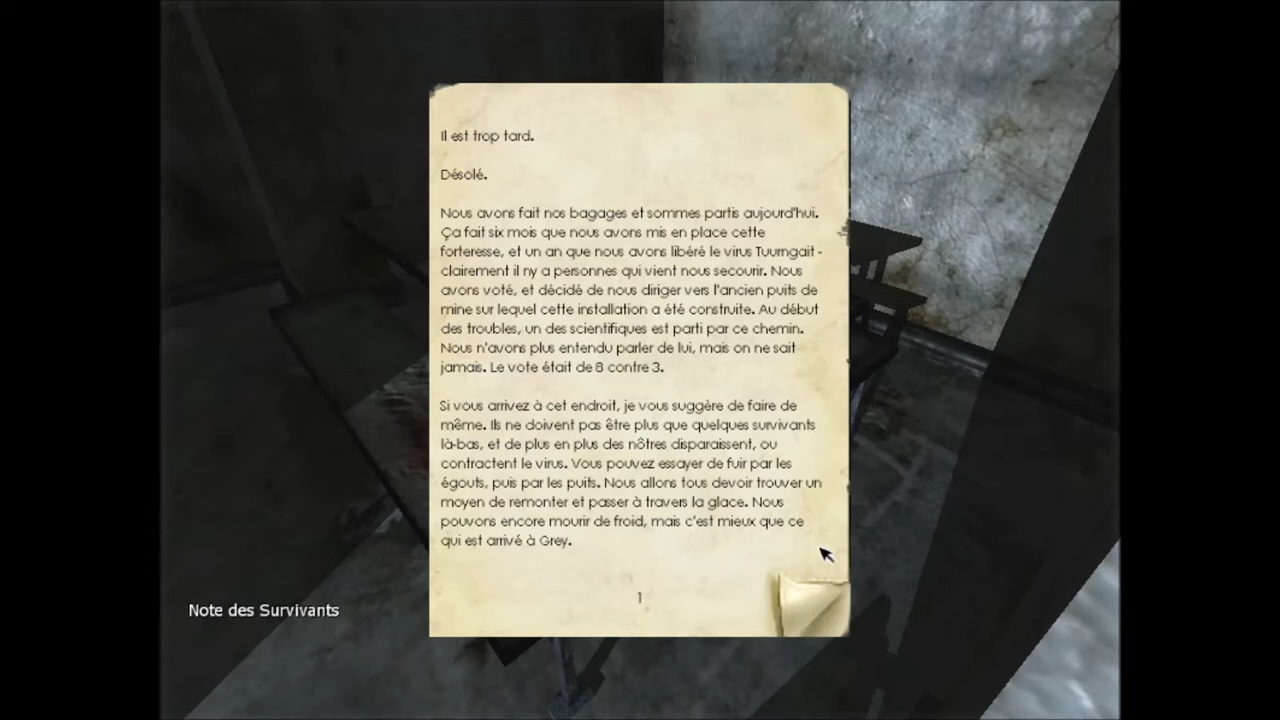 Il est trop tard.
Désolé.
Nous avons fait nos bagages et sommes partis aujourd'hui.
Ça fait six mois que nous avons mis en place cette
forteresse, et un an que nous avons libéré le virus Tuurngait -
clairement il ny a personnes qui vient nous secourir. Nous
avons voté, et décidé de nous diriger vers l'ancien puits de
mine sur lequel cette installation a été construite. Au début
des troubles, un des scientifiques est parti par ce chemin.
Nous n'avons plus entendu parler de lui, mais on ne sait
jamais. Le vote était de 8 contre 3.
Si vous arrivez à cet endroit, je vous suggère de faire de
même. Ils ne doivent pas être plus que quelques survivants
là-bas, et de plus en plus des nôtres disparaissent, ou
contractent le virus. Vous pouvez essayer de fuir par les
égouts, puis par les puits. Nous allons tous devoir trouver un
moyen de remonter et passer à travers la glace. Nous
pouvons encore mourir de froid, mais c'est mieux que ce
qui est arrivé à Grey.
1
Note des Survivants